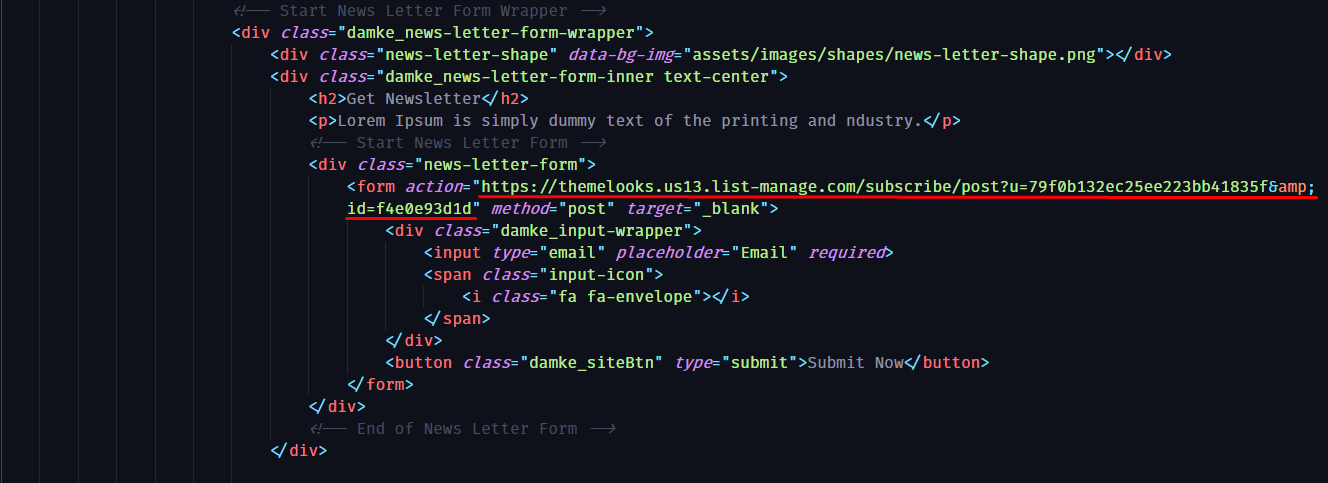 <!-- Start News Letter Form Wrapper -->
<div class="damke_news-letter-form-wrapper">
<div class="news-letter-shape" data-bg-img="assets/images/shapes/news-letter-shape.png"></div>
<div class="damke_news-letter-form-inner text-center">
<h2>Get Newsletter</h2>
<p>Lorem Ipsum is simply dummy text of the printing and ndustry.</p>
<!-- Start News Letter Form -->
<div class="news-letter-form">
<form action="https://themelooks.us13.list-manage.com/subscribe/post?u=79f0b132ec25ee223bb41835f&amp;
id=f4e0e93d1d" method="post" target="_blank">
<div class="damke_input-wrapper">
<input type="email" placeholder="Email" required>
<span class="input-icon">
<i class="fa fa-envelope"></i>
</span>
</div>
<button class="damke_siteBtn" type="submit">Submit Now</button>
</form>
</div>
<!-- End of News Letter Form -->
</div>